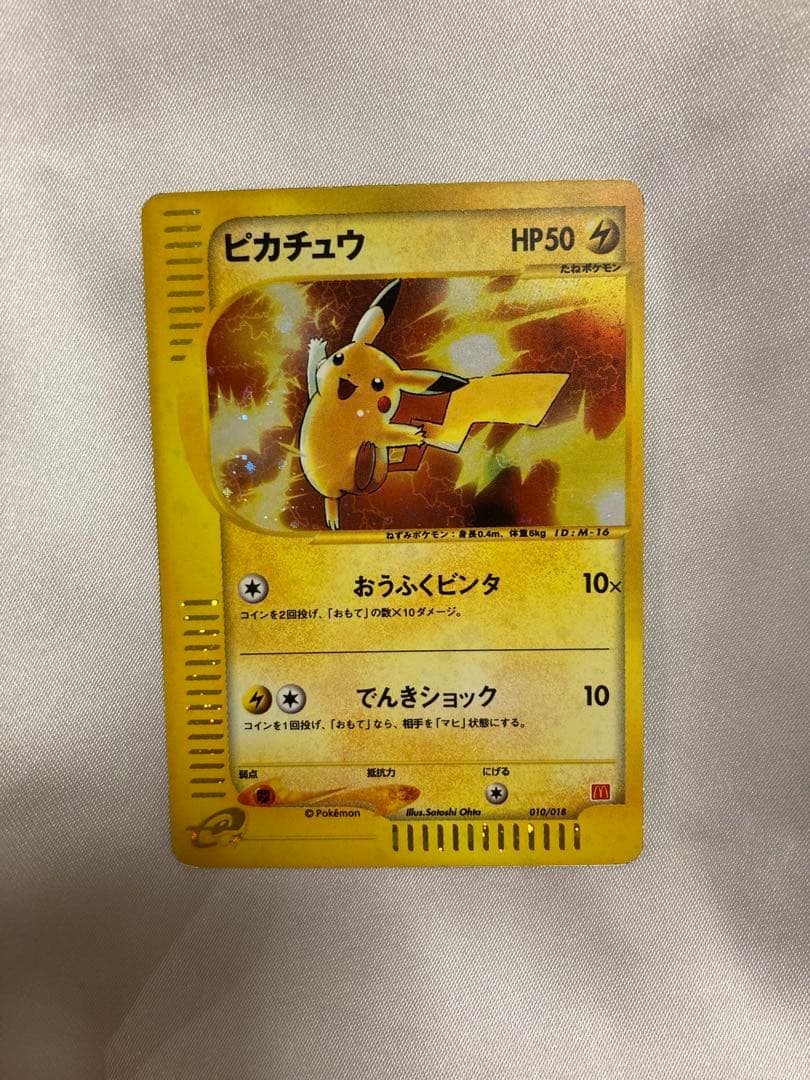 ピカチュウ HP50
たねポケモン
ねずみポケモン：身長0.4m、体重6kg ID:M-16
おうふくビンタ 10×
コインを2回投げ、「おもて」の数×10ダメージ。
でんきショック 10
コインを1回投げ、「おもて」なら、相手を「マヒ」状態にする。
弱点 抵抗力 にげる
©Pokémon Illus.Satoshi Ohta 010/018